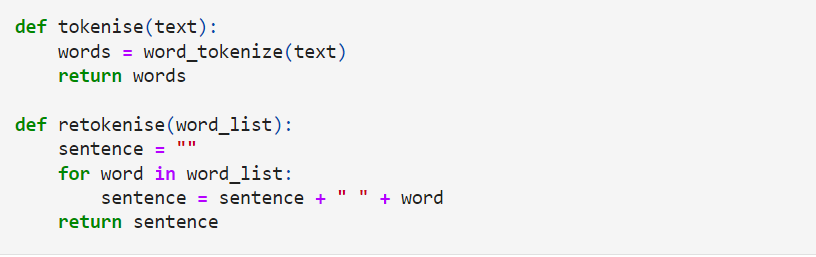 def tokenise(text):
    words = word_tokenize(text)
    return words

def retokenise(word_list):
    sentence = ""
    for word in word_list:
        sentence = sentence + " " + word
    return sentence